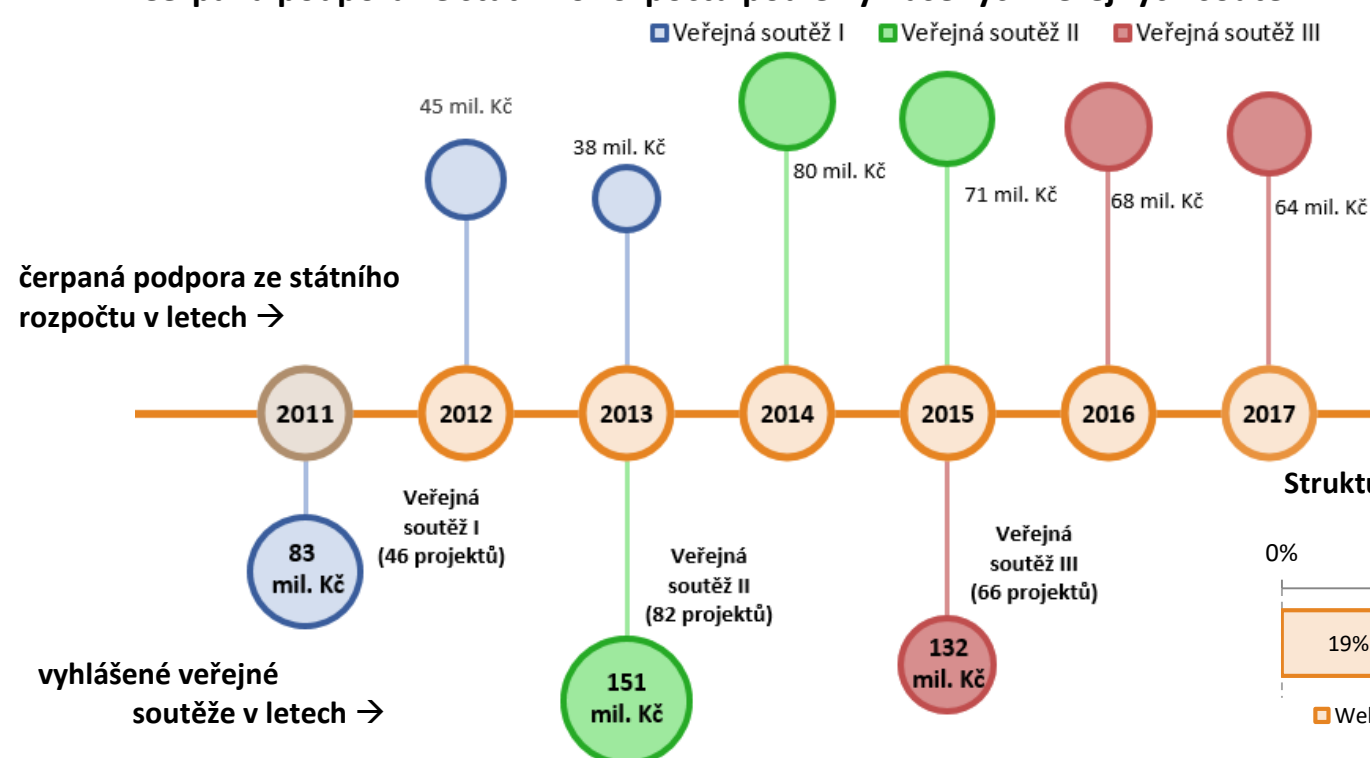 Veřejná soutěž I Veřejná soutěž II Veřejná soutěž III
45 mil. Kč
38 mil. Kč
80 mil. Kč
71 mil. Kč
68 mil. Kč
64 mil. Kč
čerpaná podpora ze státního
rozpočtu v letech →
2011 2012 2013 2014 2015 2016 2017
Veřejná
soutěž I
(46 projektů)
83
mil. Kč
Veřejná
soutěž II
(82 projektů)
151
mil. Kč
Veřejná
soutěž III
(66 projektů)
132
mil. Kč
vyhlášené veřejné
soutěže v letech →
0%
19%